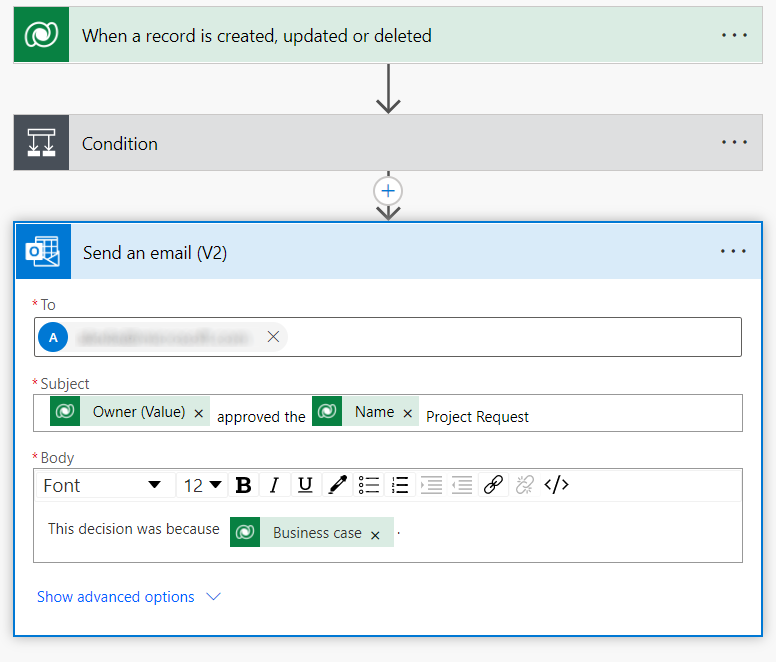 When a record is created, updated or deleted
Condition
Send an email (V2)
* To
A
* Subject
Owner (Value) × approved the Name × Project Request
* Body
Font 12 B I U </>
This decision was because Business case × .
Show advanced options